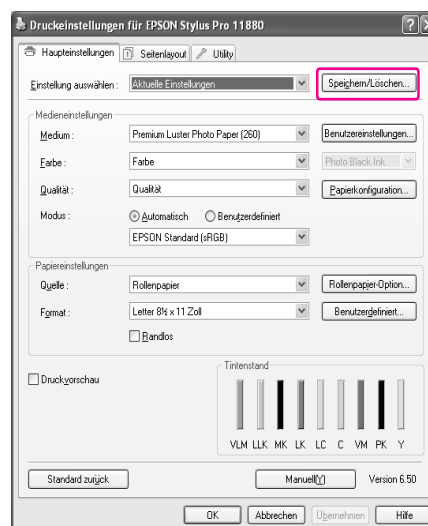 Druckeinstellungen für EPSON Stylus Pro 11880
Haupteinstellungen Seitenlayout Utility
Einstellung auswählen : Aktuelle Einstellungen Speichern/Löschen...
Medieneinstellungen
Medium : Premium Luster Photo Paper (260) Benutzereinstellungen...
Farbe : Farbe Photo Black Ink
Qualität : Qualität Papierkonfiguration...
Modus : Automatisch Benutzerdefiniert
EPSON Standard (sRGB)
Papiereinstellungen
Quelle : Rollenpapier Rollenpapier-Option...
Format : Letter 8½ x 11 Zoll Benutzerdefiniert...
Randlos
Druckvorschau
Tintenstand
VLM LLK MK LK LC C VM PK Y
Standard zurück Manuell(Y) Version 6.50
OK Abbrechen Übernehmen Hilfe